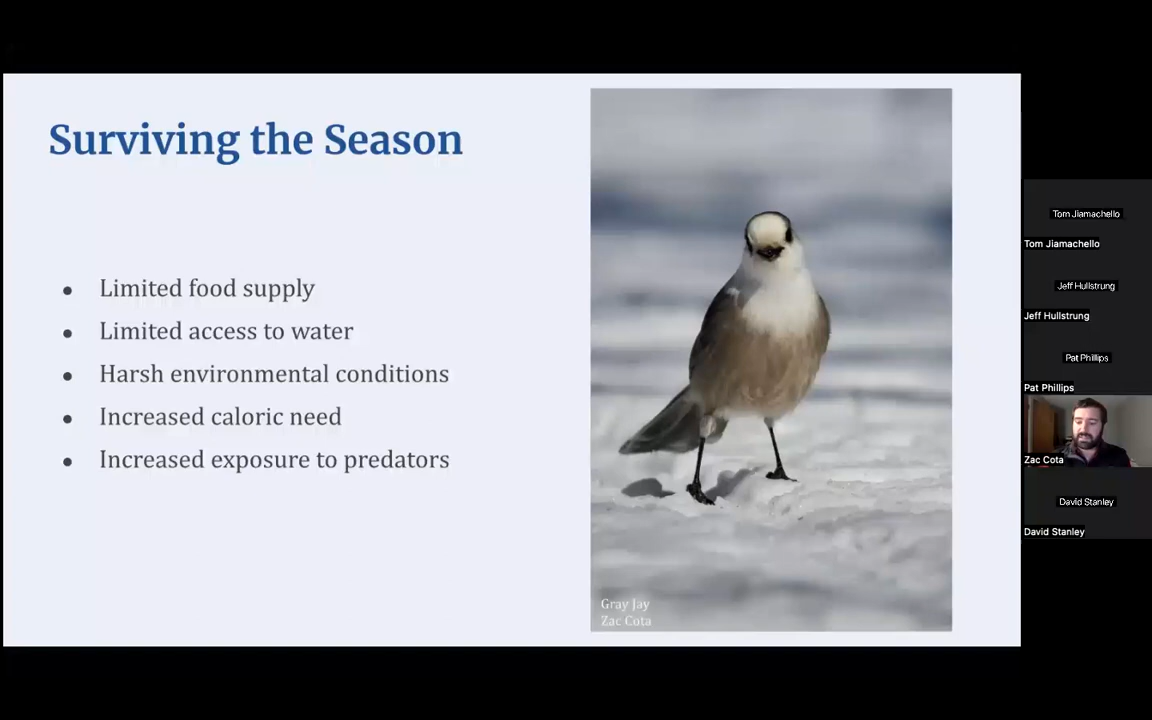 Surviving the Season
● Limited food supply
● Limited access to water
● Harsh environmental conditions
● Increased caloric need
● Increased exposure to predators
Gray Jay
Zac Cota
Tom Jiamachello
Tom Jiamachello
Jeff Hullstrung
Jeff Hullstrung
Pat Phillips
Pat Phillips
Zac Cota
David Stanley
David Stanley